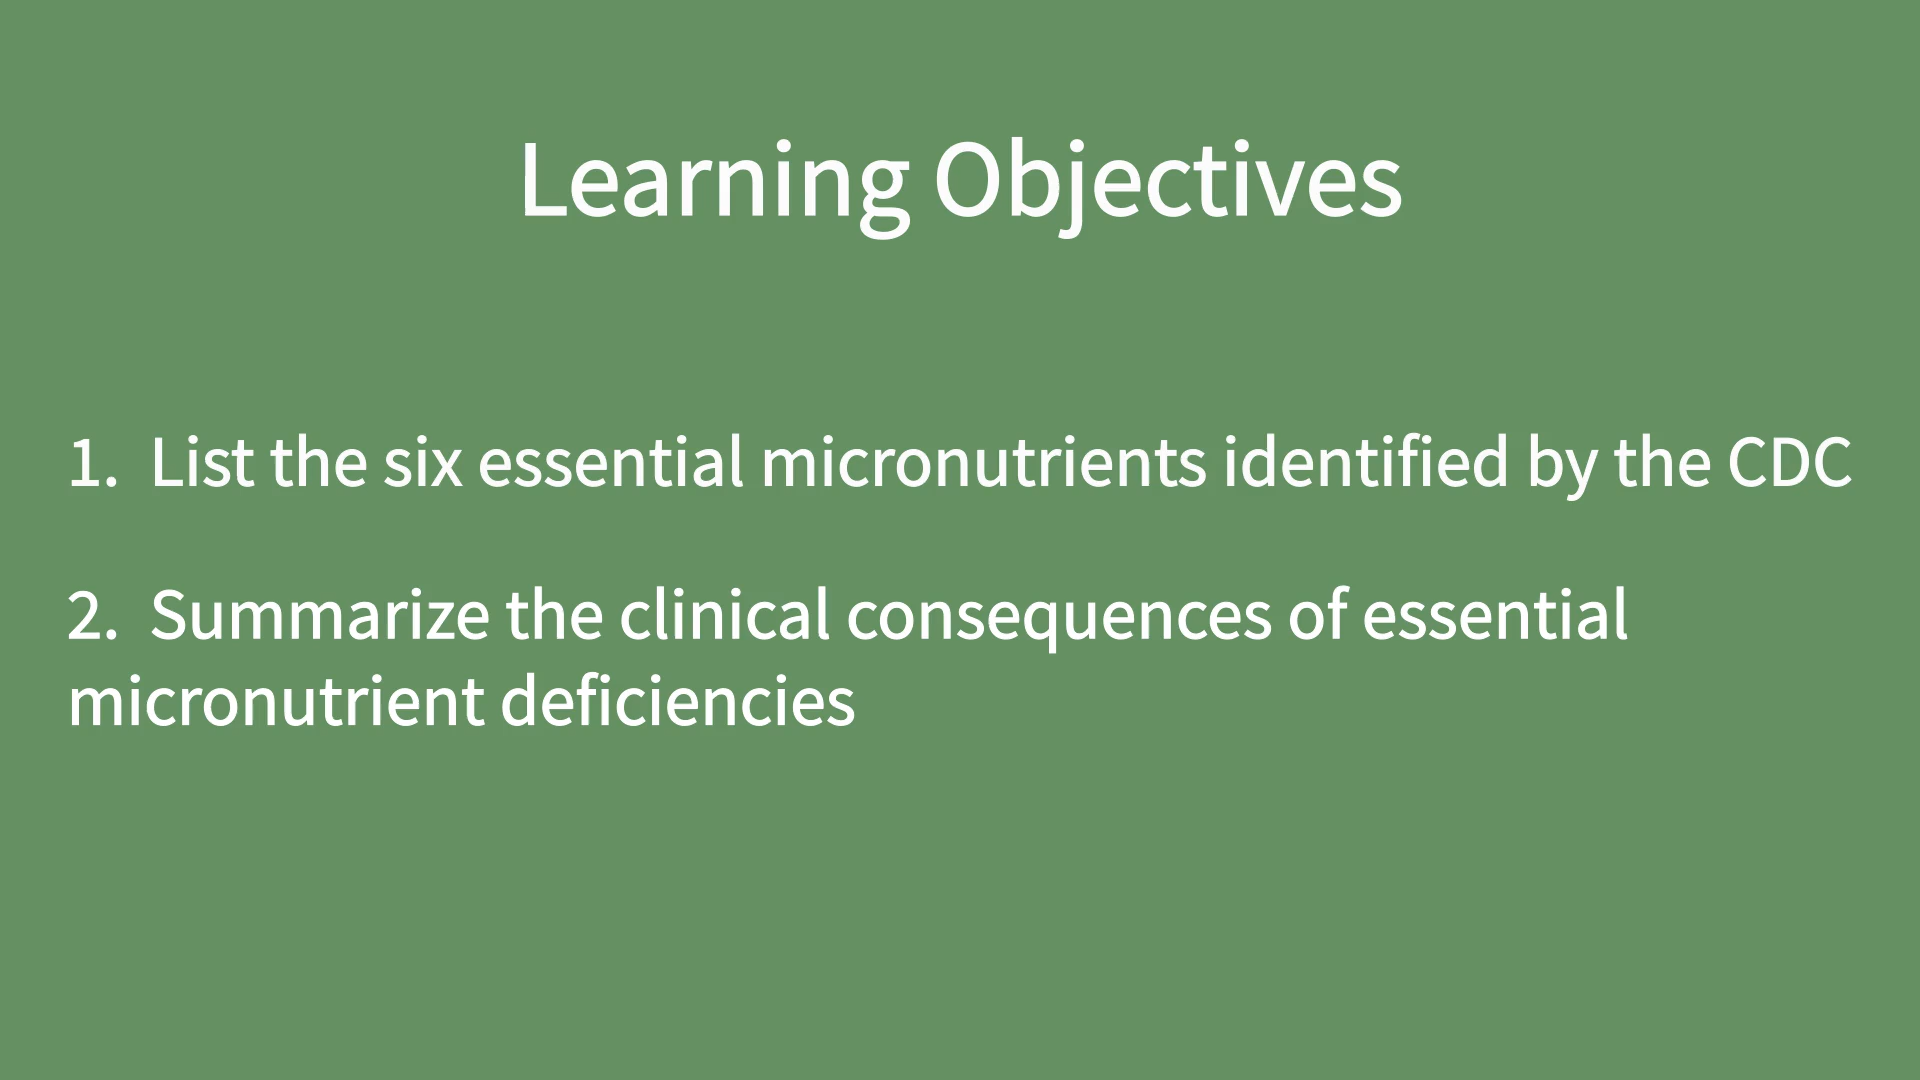 Learning Objectives
1. List the six essential micronutrients identified by the CDC
2. Summarize the clinical consequences of essential
micronutrient deficiencies